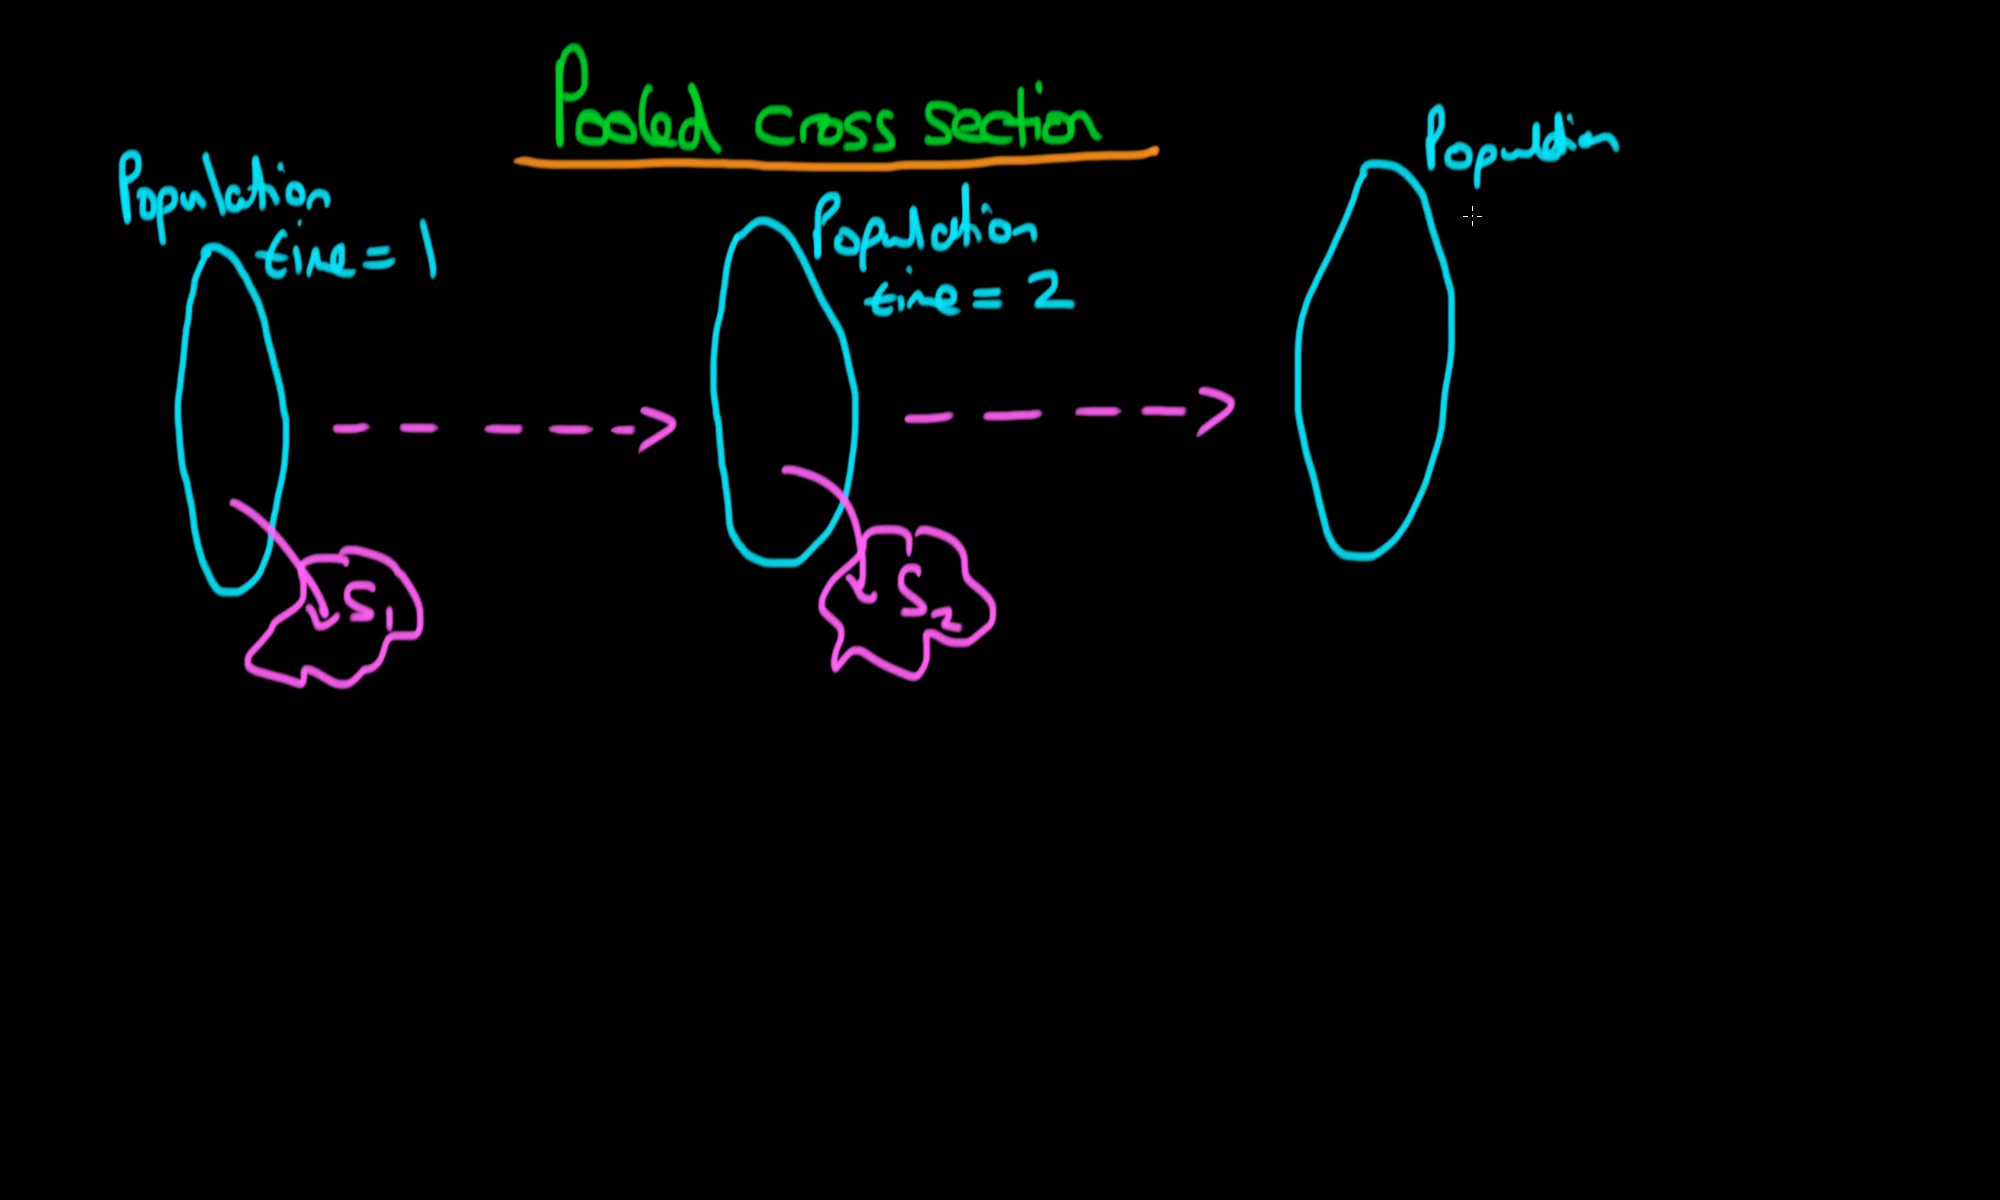 Pooled cross section
Population
time = 1
Population
time = 2
Population
S1
S2